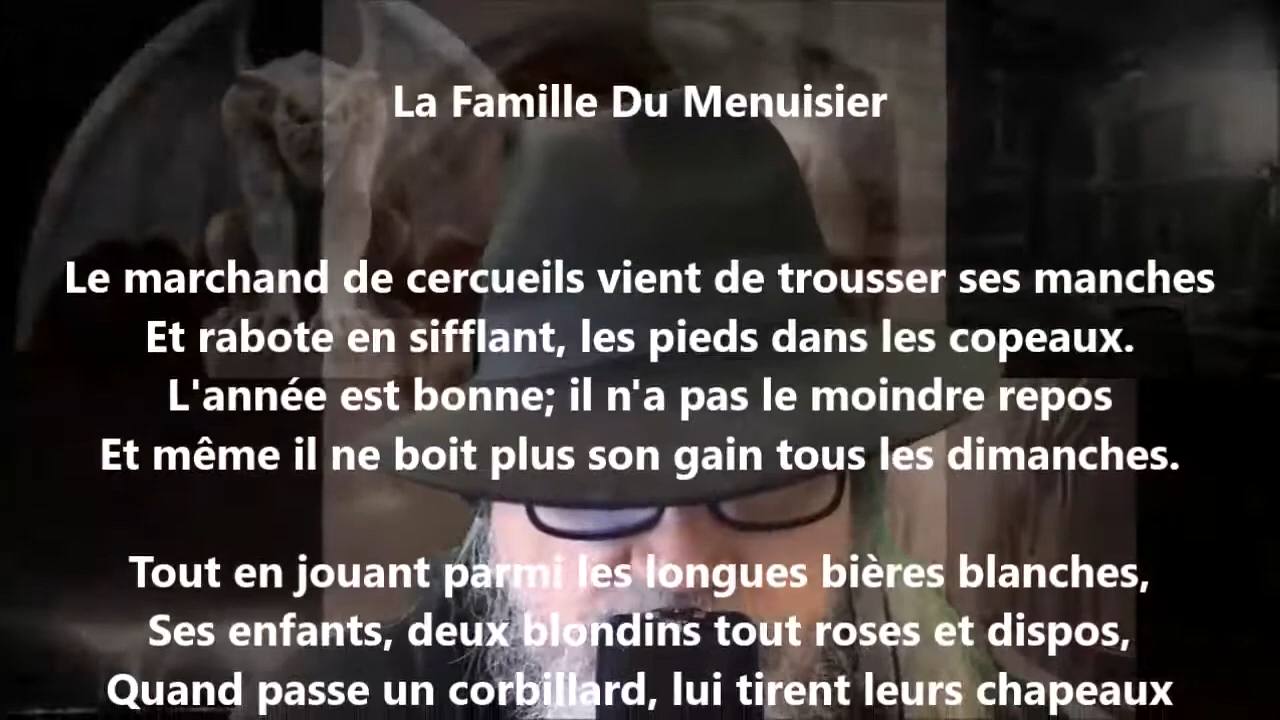 La Famille Du Menuisier
Le marchand de cercueils vient de trousser ses manches
Et rabote en sifflant, les pieds dans les copeaux.
L'année est bonne; il n'a pas le moindre repos
Et même il ne boit plus son gain tous les dimanches.
Tout en jouant parmi les longues bières blanches,
Ses enfants, deux blondins tout roses et dispos,
Quand passe un corbillard, lui tirent leurs chapeaux